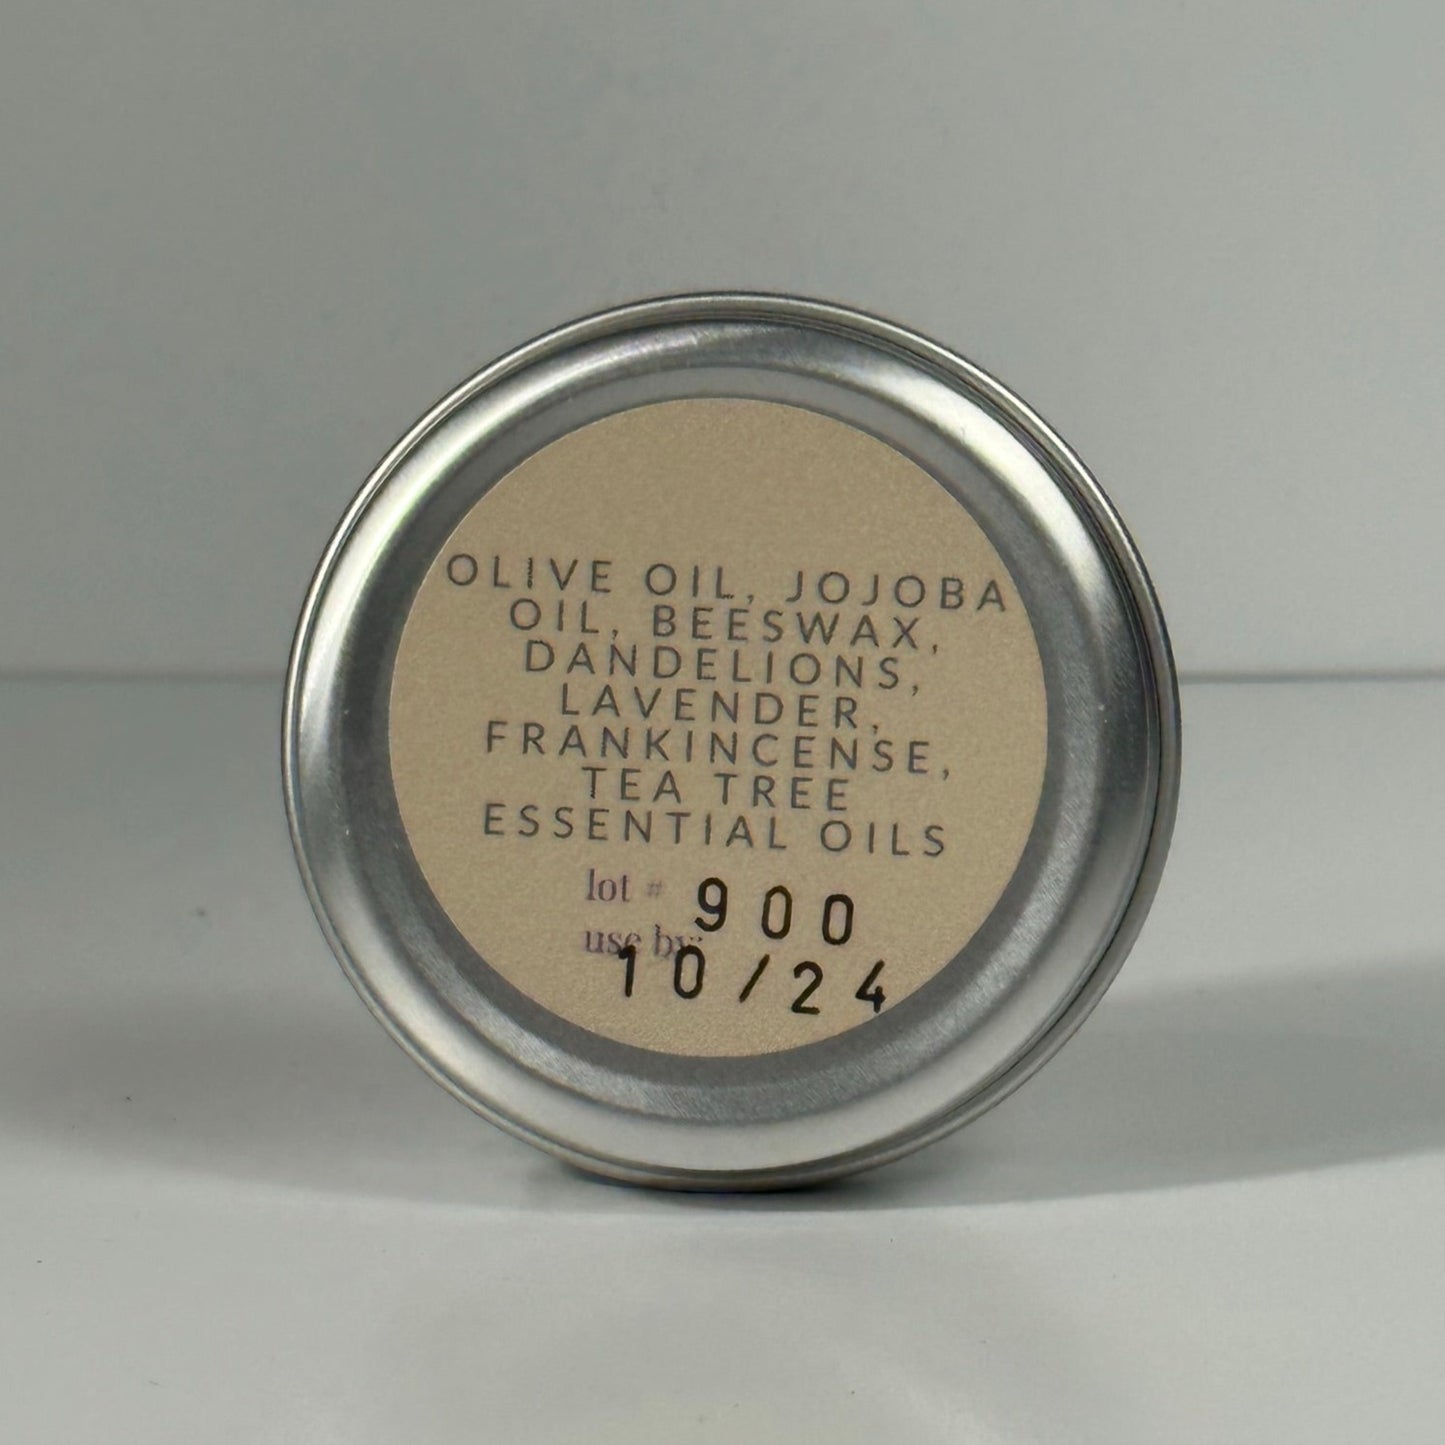 OLIVE OIL, JOJOBA
OIL, BEESWAX,
DANDELIONS,
LAVENDER,
FRANKINCENSE,
TEA TREE
ESSENTIAL OILS
lot # 900
use by:
10/24